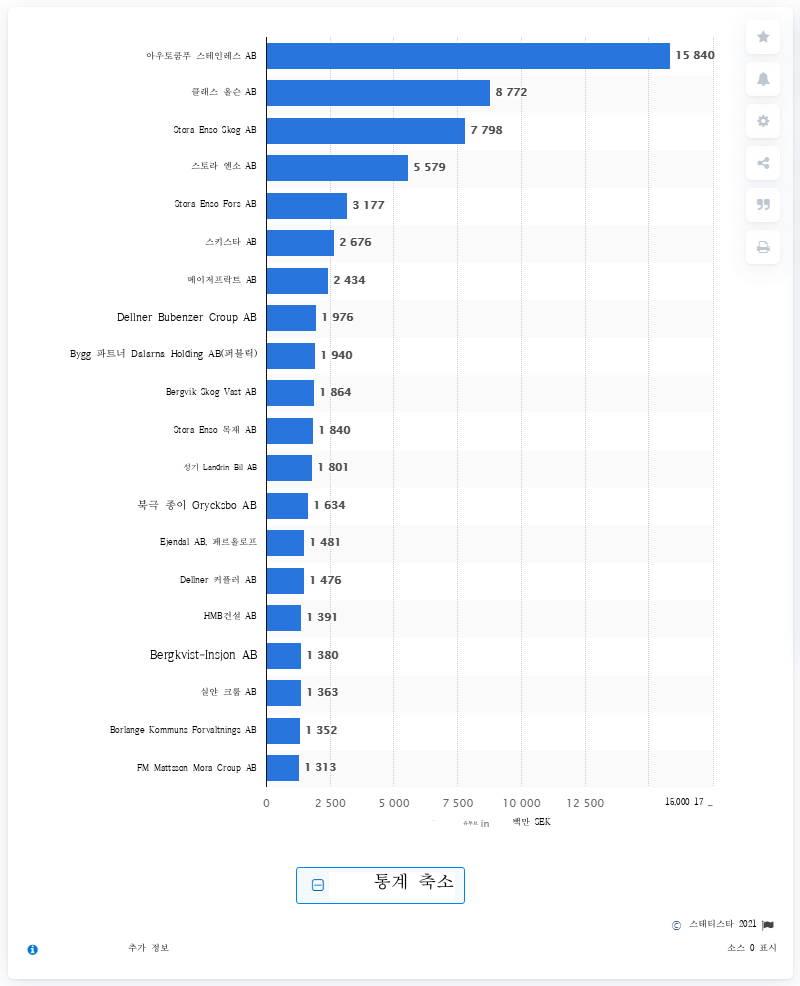 아우토쿰푸 스테인레스 AB 15 840
클래스 올슨 AB 8 772
Stora Enso Skog AB 7 798
스토라 엔소 AB 5 579
Stora Enso Fors AB 3 177
스키스타 AB 2 676
메이저프락트 AB 2 434
Dellner Bubenzer Croup AB 1 976
Bygg 파트너 Dalarna Holding AB(퍼블릭) 1 940
Bergvik Skog Vast AB 1 864
Stora Enso 목재 AB 1 840
성기 Landrin Bil AB 1 801
북극 종이 Grycksbo AB 1 634
Ejendal AB, 페르올로프 1 481
Dellner 커플러 AB 1 476
HMB건설 AB 1 391
Bergkvist-Insjon AB 1 380
실얀 크룹 AB 1 363
Borlange Kommuns Forvaltnings AB 1 352
FM Mattsson Mora Croup AB 1 313
0 2 500 5 000 7 500 10 000 12 500 15,000 17 _
in 백만 SEK
통계 축소
© 스태티스타 2021
추가 정보 소스 0 표시